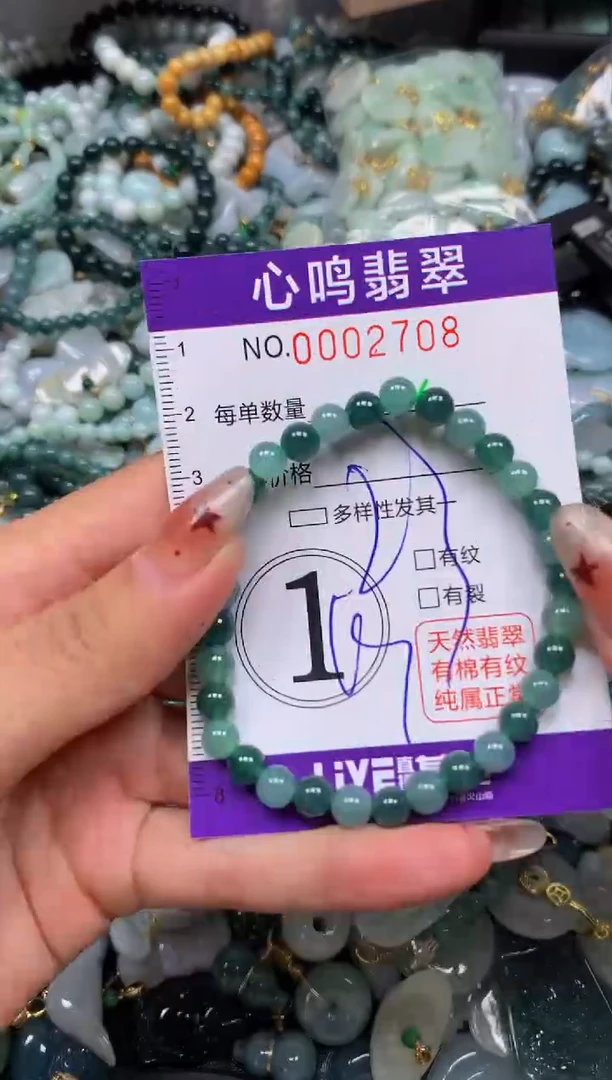 心鸣翡翠
NO.0002708
1
2 每单数量
3 价格
多样性发其一
有纹
有裂
1
天然翡翠
有棉有纹
纯属正常
LiVE
8